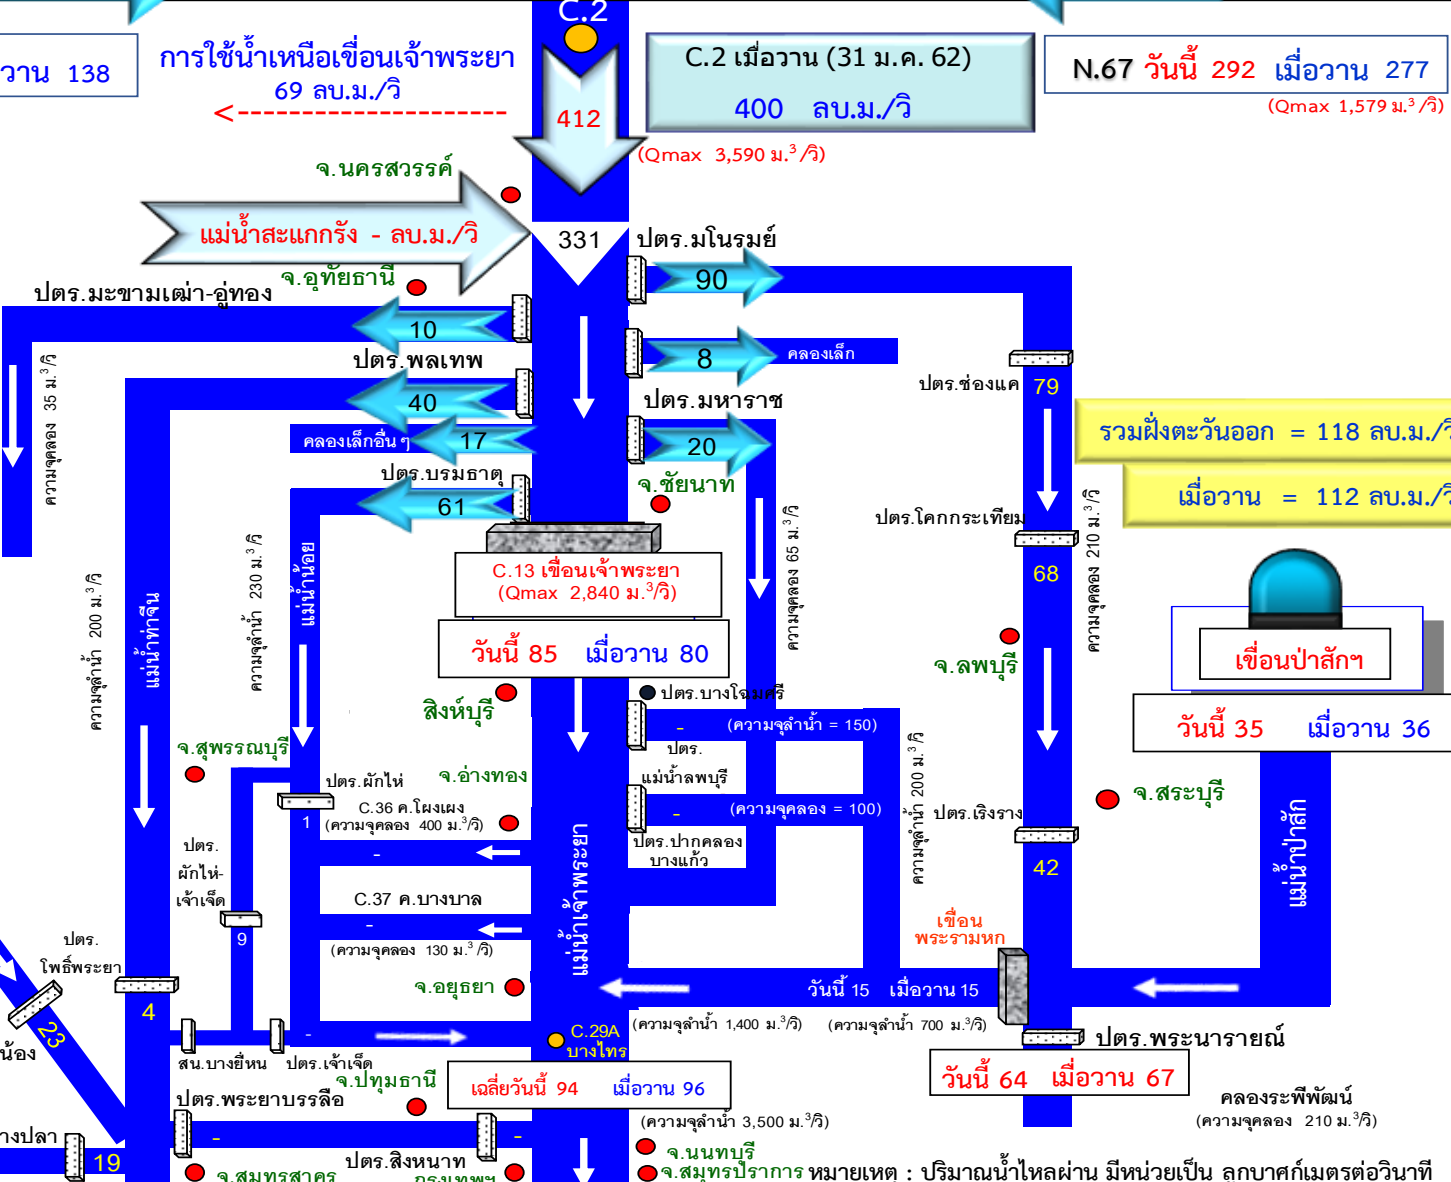 C.2
วาน 138
การใช้น้ำเหนือเขื่อนเจ้าพระยา
69 ลบ.ม./วิ
<--------------------
412
C.2 เมื่อวาน (31 ม.ค. 62)
400 ลบ.ม./วิ
(Qmax 3,590 ม.³/วิ)
N.67 วันนี้ 292 เมื่อวาน 277
(Qmax 1,579 ม.³/วิ)
จ.นครสวรรค์
แม่น้ำสะแกกรัง - ลบ.ม./วิ
331
ปตร.มโนรมย์
90
จ.อุทัยธานี
ปตร.มะขามเฒ่า-อู่ทอง
10
8
คลองเล็ก
ปตร.พลเทพ
40
ปตร.ช่องแค
79
ปตร.มหาราช
20
คลองเล็กอื่นๆ
17
รวมฝั่งตะวันออก = 118 ลบ.ม./วิ
เมื่อวาน = 112 ลบ.ม./วิ
ความจุคลอง 35 ม.³/วิ
ปตร.บรมธาตุ
61
จ.ชัยนาท
ปตร.โคกกระเทียม
68
ความจุคลอง 210 ม.³/วิ
ความจุคลอง 65 ม.³/วิ
C.13 เขื่อนเจ้าพระยา
(Qmax 2,840 ม.³/วิ)
วันนี้ 85 เมื่อวาน 80
ความจุลำน้ำ 200 ม.³/วิ
แม่น้ำท่าจีน
ความจุลำน้ำ 230 ม.³/วิ
แม่น้ำน้อย
จ.ลพบุรี
เขื่อนป่าสักฯ
วันนี้ 35 เมื่อวาน 36
สิงห์บุรี
ปตร.บางโฉมศรี
-
(ความจุลำน้ำ = 150)
จ.สุพรรณบุรี
ปตร.ผักไห่
1
จ.อ่างทอง
ปตร.
แม่น้ำลพบุรี
-
(ความจุคลอง = 100)
ความจุลำน้ำ 200 ม.³/วิ
C.36 ค.โผงเผง
(ความจุคลอง 400 ม.³/วิ)
-
ปตร.ปากคลอง
บางแก้ว
ปตร.เริงราง
42
จ.สระบุรี
แม่น้ำป่าสัก
ปตร.
ผักไห่-
เจ้าเจ็ด
9
C.37 ค.บางบาล
-
(ความจุคลอง 130 ม.³/วิ)
แม่น้ำเจ้าพระยา
เขื่อน
พระรามหก
ปตร.
โพธิ์พระยา
4
23
น้อง
จ.อยุธยา
วันนี้ 15 เมื่อวาน 15
(ความจุลำน้ำ 1,400 ม.³/วิ)
(ความจุลำน้ำ 700 ม.³/วิ)
-
C.29A
บางไทร
สน.บางยี่หน
ปตร.เจ้าเจ็ด
ปตร.พระนารายณ์
วันนี้ 64 เมื่อวาน 67
จ.ปทุมธานี
เฉลี่ยวันนี้ 94 เมื่อวาน 96
(ความจุลำน้ำ 3,500 ม.³/วิ)
คลองระพีพัฒน์
(ความจุคลอง 210 ม.³/วิ)
ปตร.พระยาบรรลือ
-
-
างปลา
19
ปตร.สิงหนาท
จ.นนทบุรี
จ.สมุทรสาคร
กรุงเทพฯ
จ.สมุทรปราการ
หมายเหตุ : ปริมาณน้ำไหลผ่าน มีหน่วยเป็น ลูกบาศก์เมตรต่อวินาที